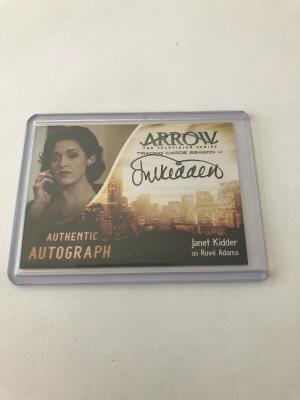 ARROW
THE TELEVISION SERIES
TRADING CARDS SEASON 4
AUTHENTIC
AUTOGRAPH
Janet Kidder
as Ruvé Adams